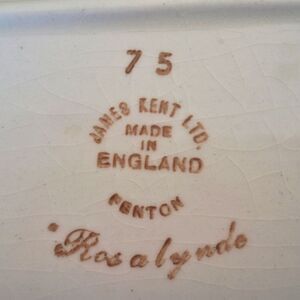 75
JAMES KENT LTD.
MADE
IN
ENGLAND
FENTON
"Rosalynde